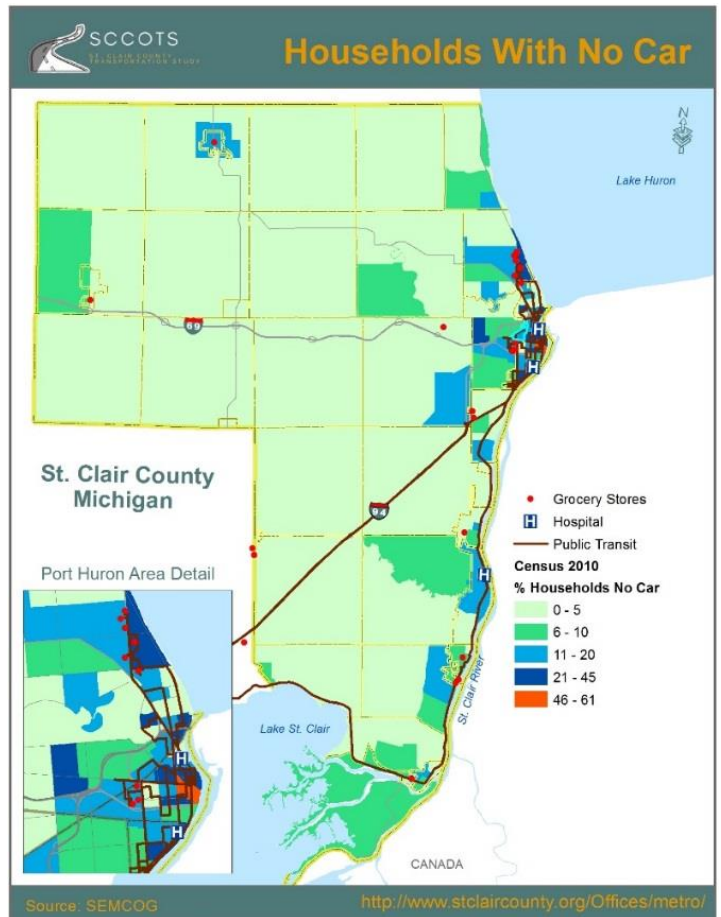 SCCOTS
ST. CLAIR COUNTY
TRANSPORTATION STUDY
Households With No Car
N
Lake Huron
69
H
H
St. Clair County
Michigan
94
Grocery Stores
H Hospital
Public Transit
Census 2010
% Households No Car
0 - 5
6 - 10
11 - 20
21 - 45
46 - 61
H
Port Huron Area Detail
H
H
St. Clair River
Lake St. Clair
CANADA
Source: SEMCOG
http://www.stclaircounty.org/Offices/metro/